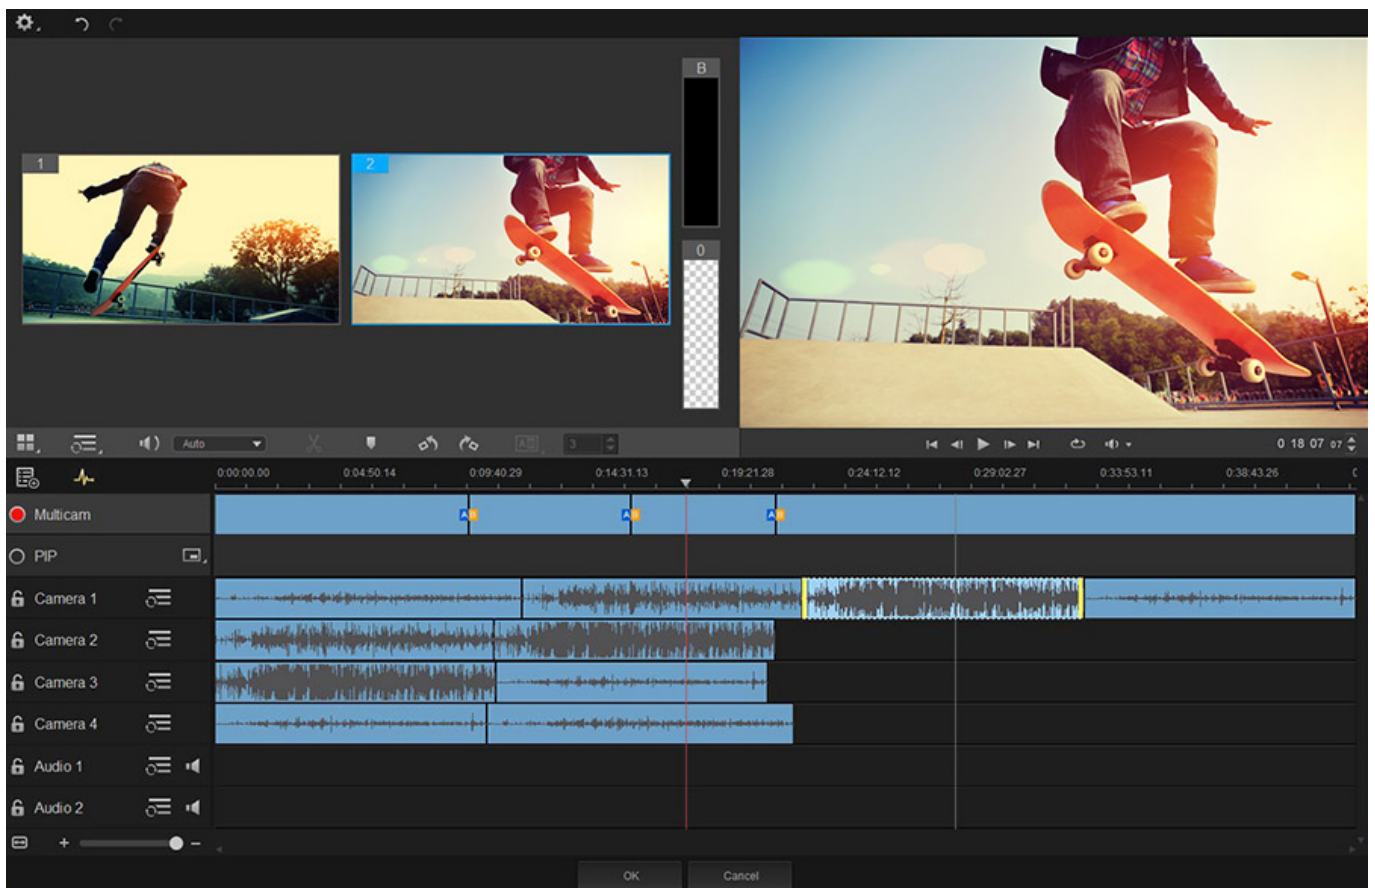 B
1
2
0
Auto
3
0 18 07 07
0:00:00.00 0:04:50.14 0:09:40.29 0:14:31.13 0:19:21.28 0:24:12.12 0:29:02.27 0:33:53.11 0:38:43.26
Multicam
A B A B A B
PIP
Camera 1
Camera 2
Camera 3
Camera 4
Audio 1
Audio 2
OK Cancel